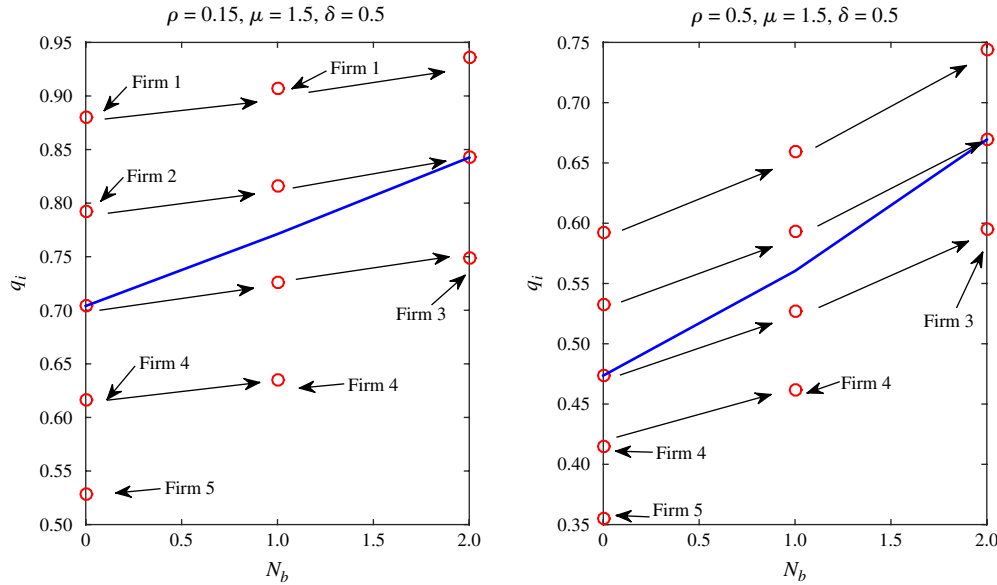 ρ = 0.15, μ = 1.5, δ = 0.5
0.95
0.90
0.85
0.80
0.75
0.70
0.65
0.60
0.55
0.50
q_i
Firm 1
Firm 1
Firm 2
Firm 3
Firm 4
Firm 4
Firm 5
0 0.5 1.0 1.5 2.0
N_b
ρ = 0.5, μ = 1.5, δ = 0.5
0.75
0.70
0.65
0.60
0.55
0.50
0.45
0.40
0.35
q_i
Firm 3
Firm 4
Firm 4
Firm 5
0 0.5 1.0 1.5 2.0
N_b